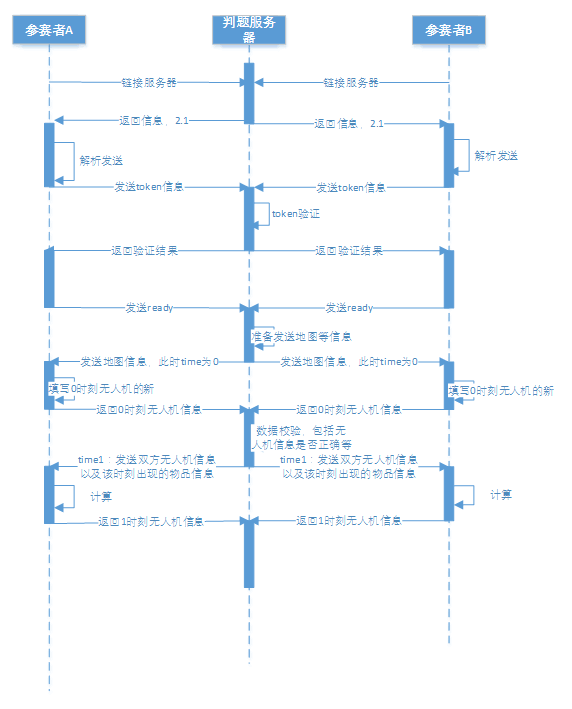 参赛者A
判题服务
器
参赛者B
链接服务器
链接服务器
返回信息、2.1
返回信息、2.1
解析发送
解析发送
发送token信息
发送token信息
token验证
返回验证结果
返回验证结果
发送ready
发送ready
准备发送地图等信息
发送地图信息、此时time为0
发送地图信息、此时time为0
填写0时刻无人机的新
填写0时刻无人机的新
返回0时刻无人机信息
返回0时刻无人机信息
数据校验、包括无
人机信息是否正确等
time1：发送双方无人机信息
以及该时刻出现的物品信息
time1：发送双方无人机信息
以及该时刻出现的物品信息
计算
计算
返回1时刻无人机信息
返回1时刻无人机信息